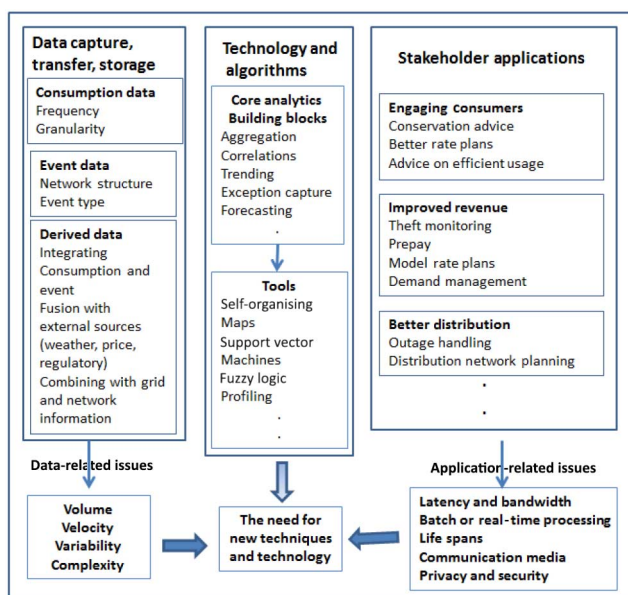 Data capture,
transfer, storage
Consumption data
Frequency
Granularity
Event data
Network structure
Event type
Derived data
Integrating
Consumption and
event
Fusion with
external sources
(weather, price,
regulatory)
Combining with grid
and network
information
Technology and
algorithms
Core analytics
Building blocks
Aggregation
Correlations
Trending
Exception capture
Forecasting
.
Tools
Self-organising
Maps
Support vector
Machines
Fuzzy logic
Profiling
.
.
Stakeholder applications
Engaging consumers
Conservation advice
Better rate plans
Advice on efficient usage
Improved revenue
Theft monitoring
Prepay
Model rate plans
Demand management
Better distribution
Outage handling
Distribution network planning
.
.
Data-related issues
Application-related issues
Volume
Velocity
Variability
Complexity
The need for
new techniques
and technology
Latency and bandwidth
Batch or real-time processing
Life spans
Communication media
Privacy and security